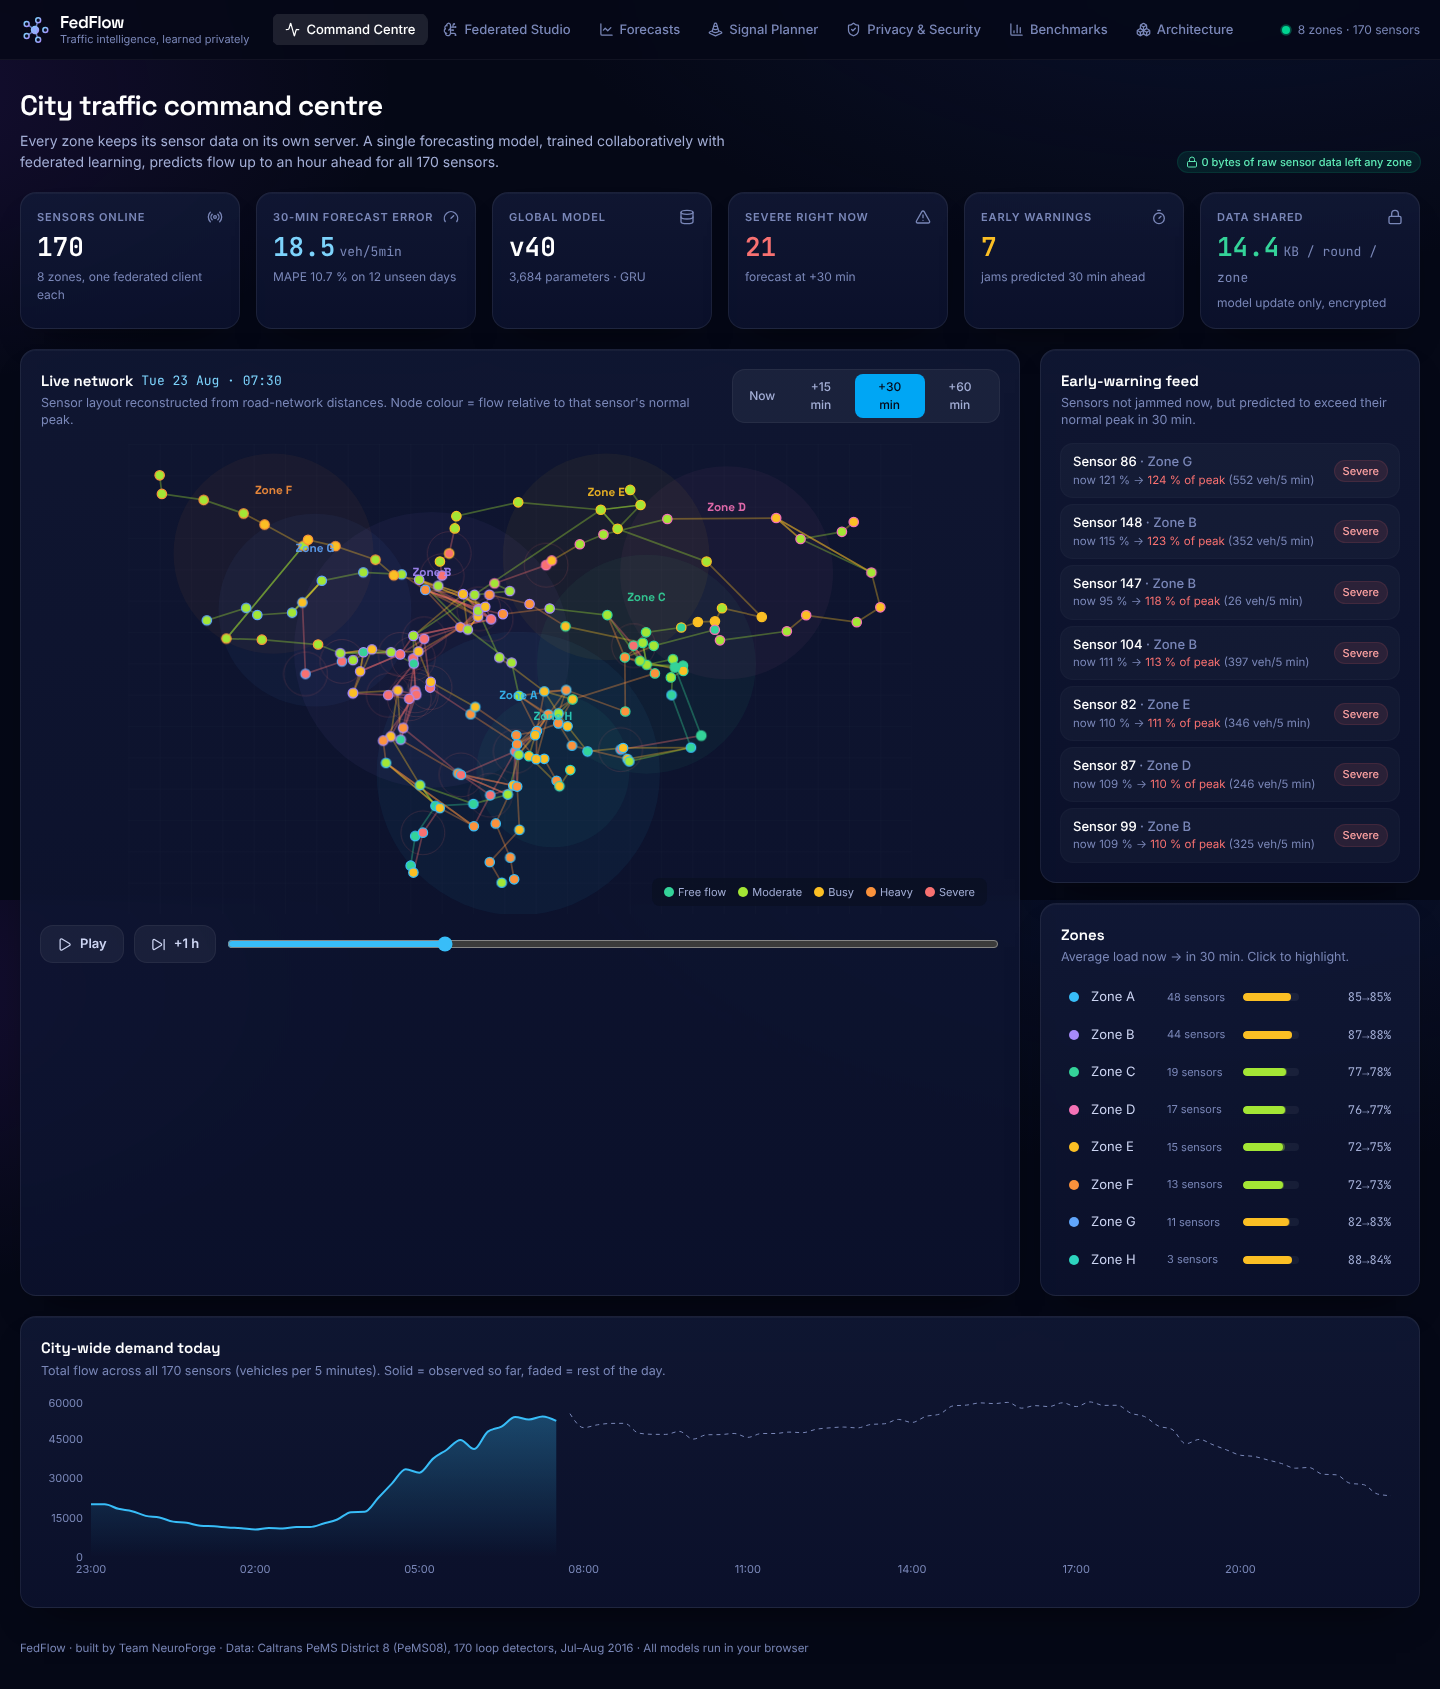 FedFlow
Traffic intelligence, learned privately
Command Centre
Federated Studio
Forecasts
Signal Planner
Privacy & Security
Benchmarks
Architecture
8 zones · 170 sensors
City traffic command centre
Every zone keeps its sensor data on its own server. A single forecasting model, trained collaboratively with
federated learning, predicts flow up to an hour ahead for all 170 sensors.
0 bytes of raw sensor data left any zone
SENSORS ONLINE
170
8 zones, one federated client
each
30-MIN FORECAST ERROR
18.5 veh/5min
MAPE 10.7 % on 12 unseen days
GLOBAL MODEL
v40
3,684 parameters · GRU
SEVERE RIGHT NOW
21
forecast at +30 min
EARLY WARNINGS
7
jams predicted 30 min ahead
DATA SHARED
14.4 KB / round /
zone
model update only, encrypted
Live network Tue 23 Aug · 07:30
Sensor layout reconstructed from road-network distances. Node colour = flow relative to that sensor's normal
peak.
Now
+15
min
+30
min
+60
min
Zone F
Zone E
Zone D
Zone G
Zone B
Zone C
Zone A
Zone H
Free flow
Moderate
Busy
Heavy
Severe
Play
+1 h
Early-warning feed
Sensors not jammed now, but predicted to exceed their
normal peak in 30 min.
Sensor 86 · Zone G
now 121 % → 124 % of peak (552 veh/5 min)
Severe
Sensor 148 · Zone B
now 115 % → 123 % of peak (352 veh/5 min)
Severe
Sensor 147 · Zone B
now 95 % → 118 % of peak (26 veh/5 min)
Severe
Sensor 104 · Zone B
now 111 % → 113 % of peak (397 veh/5 min)
Severe
Sensor 82 · Zone E
now 110 % → 111 % of peak (346 veh/5 min)
Severe
Sensor 87 · Zone D
now 109 % → 110 % of peak (246 veh/5 min)
Severe
Sensor 99 · Zone B
now 109 % → 110 % of peak (325 veh/5 min)
Severe
Zones
Average load now → in 30 min. Click to highlight.
Zone A 48 sensors 85→85%
Zone B 44 sensors 87→88%
Zone C 19 sensors 77→78%
Zone D 17 sensors 76→77%
Zone E 15 sensors 72→75%
Zone F 13 sensors 72→73%
Zone G 11 sensors 82→83%
Zone H 3 sensors 88→84%
City-wide demand today
Total flow across all 170 sensors (vehicles per 5 minutes). Solid = observed so far, faded = rest of the day.
60000
45000
30000
15000
0
23:00 02:00 05:00 08:00 11:00 14:00 17:00 20:00
FedFlow · built by Team NeuroForge · Data: Caltrans PeMS District 8 (PeMS08), 170 loop detectors, Jul–Aug 2016 · All models run in your browser